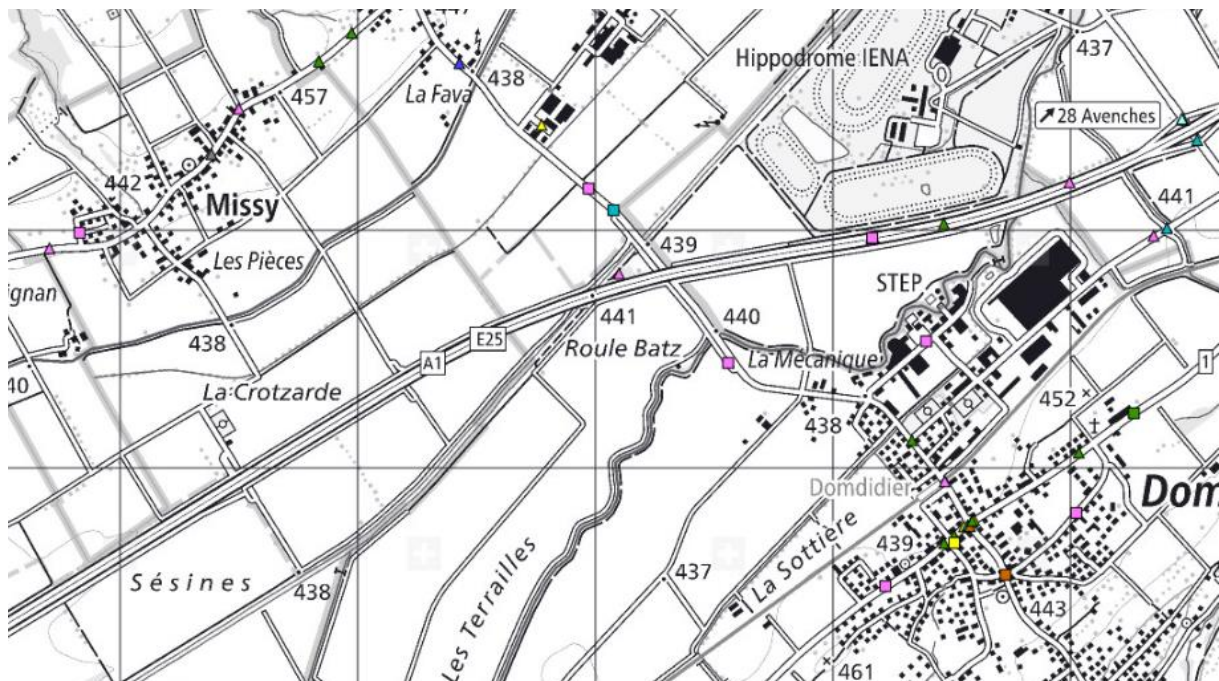 437
438
Hippodrome IENA
457
La Fava
28 Avenches
442
Missy
441
439
Les Pièces
STEP
ignan
441
440
E25
438
Roule Batz
La Mécanique
A1
1
40
La Crotzarde
452
438
Domdidier
Dom
439
La Sottière
437
Sésines
438
Les Terrailles
443
461